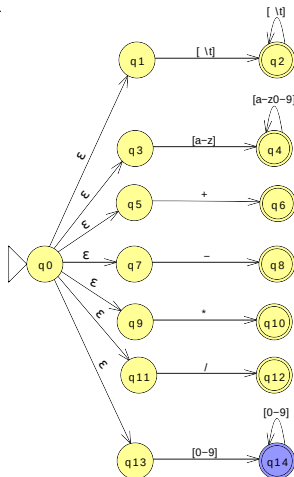 [ \t]
q1 [ \t] q2
[a-z0-9]
ε
q3 [a-z] q4
ε
q5 + q6
ε
q0 ε q7 - q8
ε
q9 * q10
ε
q11 / q12
ε
[0-9]
q13 [0-9] q14